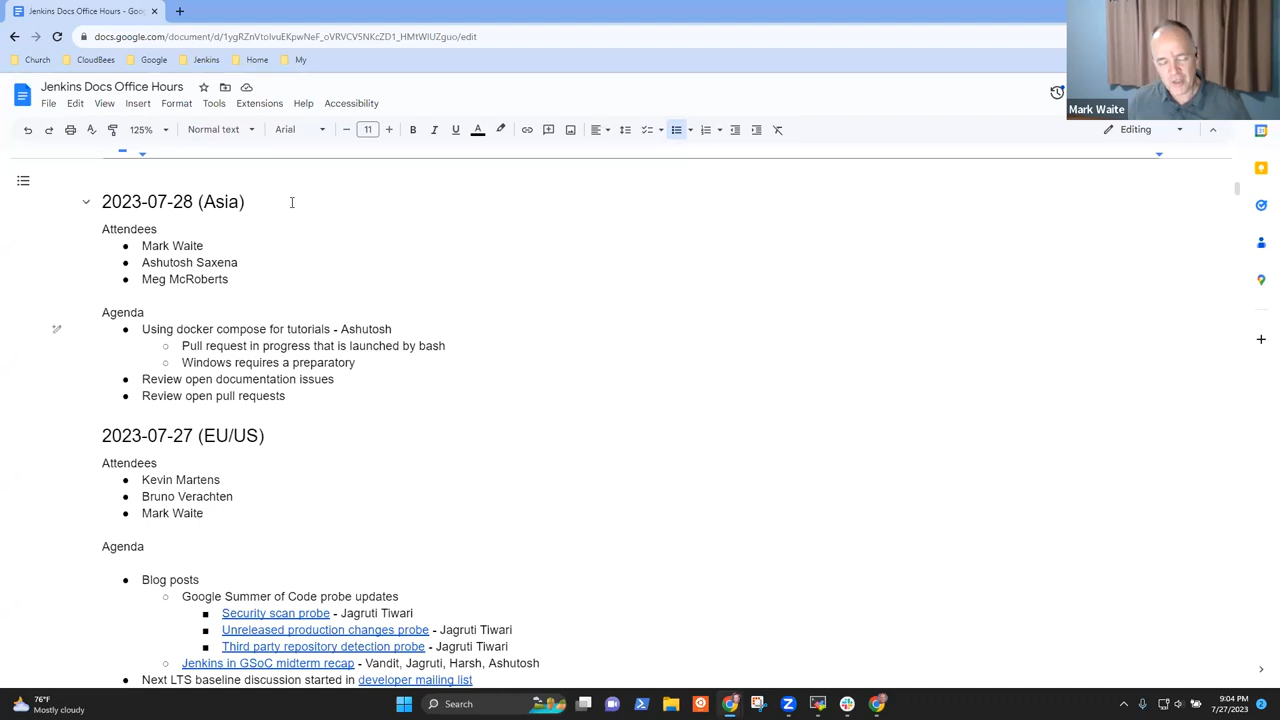 Jenkins Docs Office Hours - Goo
docs.google.com/document/d/1ygRZnVtoIvuEKpwNeF_oVRVCV5NKcZD1_HMtWlUZguo/edit
Church CloudBees Google Jenkins Home My
Jenkins Docs Office Hours
File Edit View Insert Format Tools Extensions Help Accessibility
Mark Waite
125% Normal text Arial 11 Editing
2023-07-28 (Asia)
Attendees
Mark Waite
Ashutosh Saxena
Meg McRoberts
Agenda
Using docker compose for tutorials - Ashutosh
Pull request in progress that is launched by bash
Windows requires a preparatory
Review open documentation issues
Review open pull requests
2023-07-27 (EU/US)
Attendees
Kevin Martens
Bruno Verachten
Mark Waite
Agenda
Blog posts
Google Summer of Code probe updates
Security scan probe - Jagruti Tiwari
Unreleased production changes probe - Jagruti Tiwari
Third party repository detection probe - Jagruti Tiwari
Jenkins in GSoC midterm recap - Vandit, Jagruti, Harsh, Ashutosh
Next LTS baseline discussion started in developer mailing list
76°F
Mostly cloudy
Search
9:04 PM
7/27/2023
2